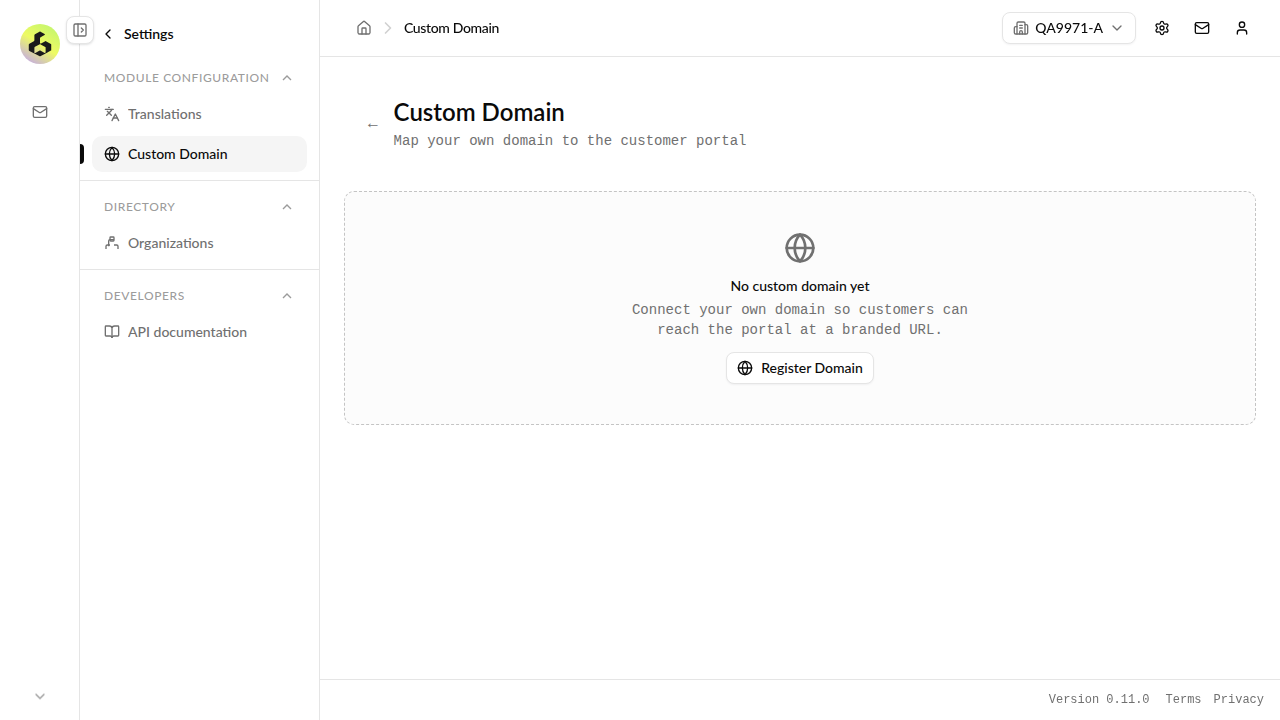 Settings
MODULE CONFIGURATION
Translations
Custom Domain
DIRECTORY
Organizations
DEVELOPERS
API documentation
Custom Domain
QA9971-A
Custom Domain
Map your own domain to the customer portal
No custom domain yet
Connect your own domain so customers can
reach the portal at a branded URL.
Register Domain
Version 0.11.0 Terms Privacy